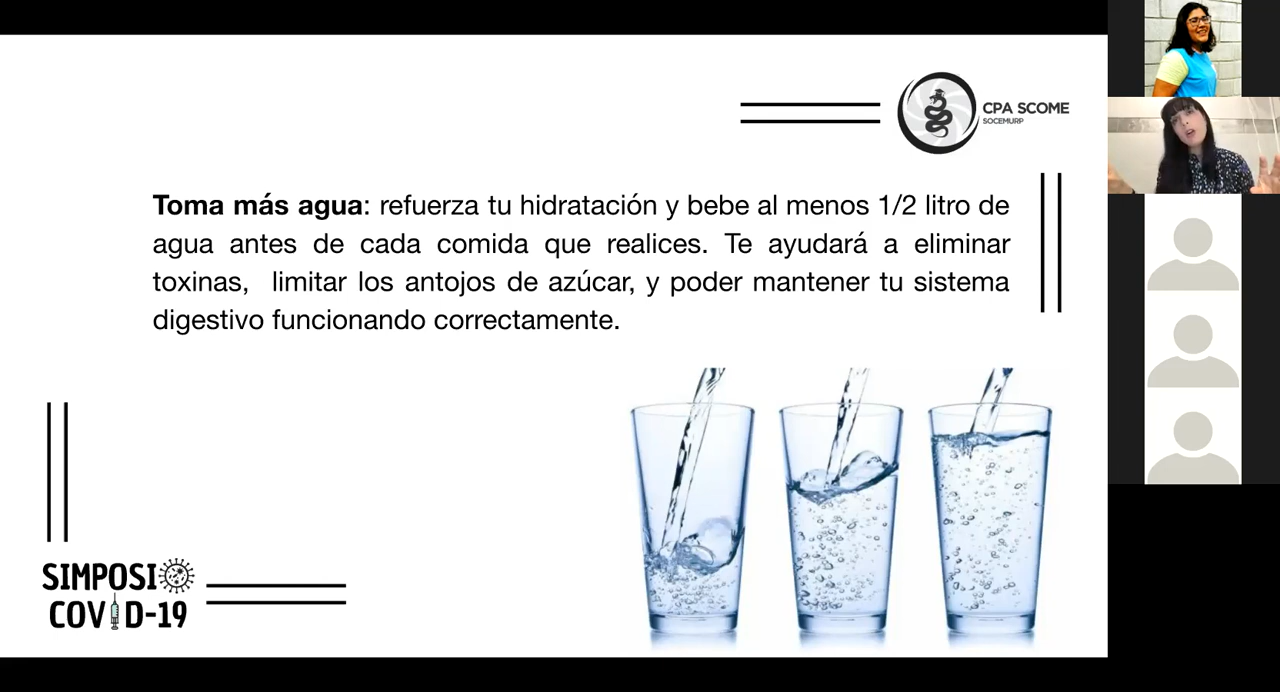 CPA SCOME
SOCEMURP
Toma más agua: refuerza tu hidratación y bebe al menos 1/2 litro de
agua antes de cada comida que realices. Te ayudará a eliminar
toxinas, limitar los antojos de azúcar, y poder mantener tu sistema
digestivo funcionando correctamente.
SIMPOSIO
COVID-19